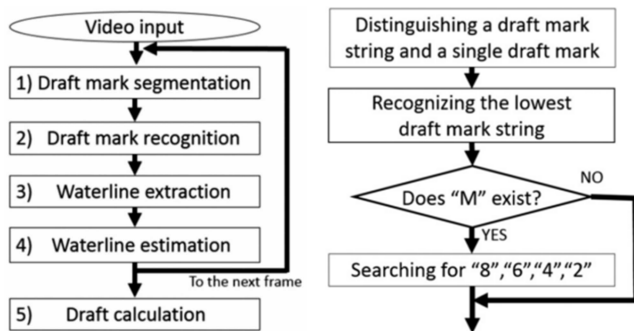 Video input
1) Draft mark segmentation
2) Draft mark recognition
3) Waterline extraction
4) Waterline estimation
To the next frame
5) Draft calculation
Distinguishing a draft mark
string and a single draft mark
Recognizing the lowest
draft mark string
Does “M” exist?
NO
YES
Searching for “8”,“6”,“4”,“2”